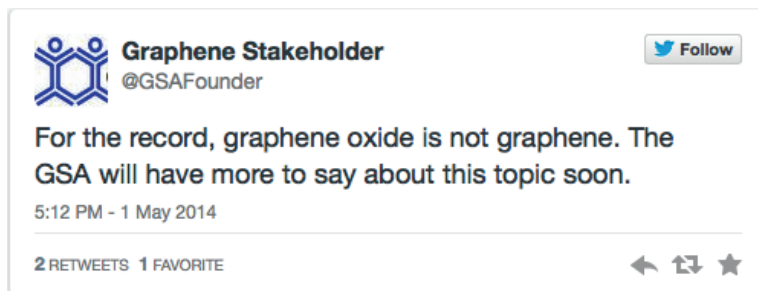 Graphene Stakeholder
@GSAFounder
Follow
For the record, graphene oxide is not graphene. The
GSA will have more to say about this topic soon.
5:12 PM - 1 May 2014
2 RETWEETS 1 FAVORITE